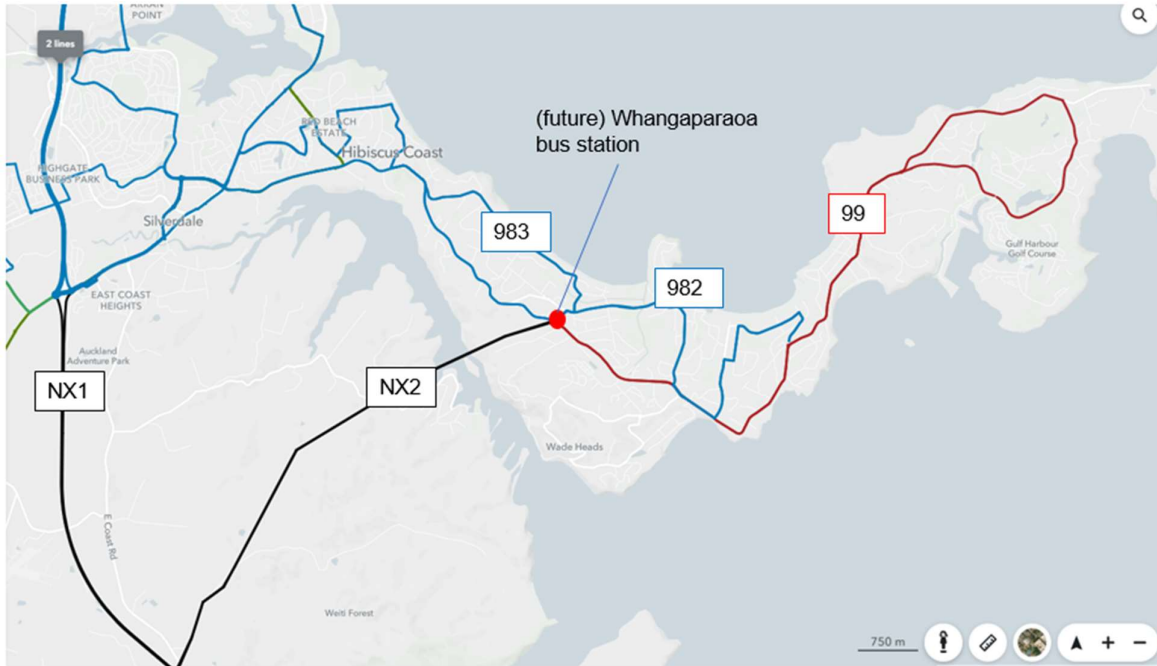 ARRAN
POINT
2 lines
RED BEACH
ESTATE
Hibiscus Coast
(future) Whangaparaoa
bus station
HIGHGATE
BUSINESS PARK
Silverdale
983
99
982
Gulf Harbour
Golf Course
EAST COAST
HEIGHTS
Auckland
Adventure Park
NX1
NX2
Wade Heads
E Coast Rd
Weiti Forest
750 m